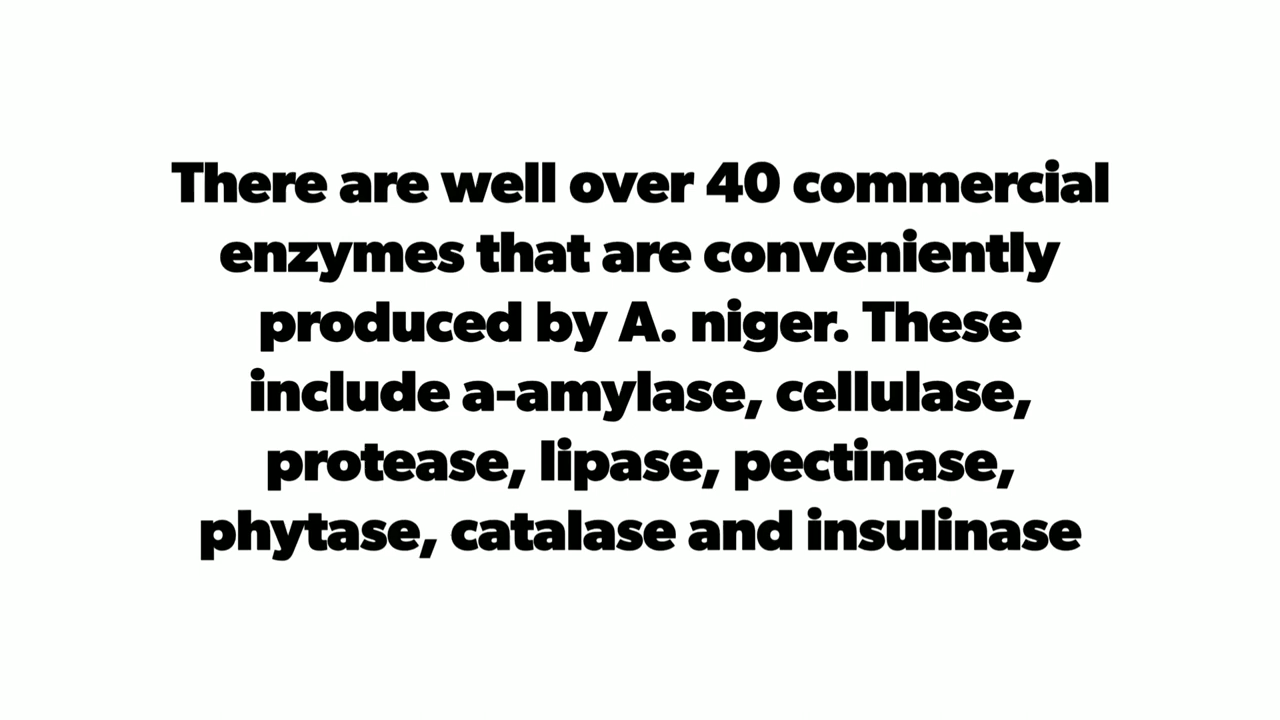 There are well over 40 commercial
enzymes that are conveniently
produced by A. niger. These
include a-amylase, cellulase,
protease, lipase, pectinase,
phytase, catalase and insulinase